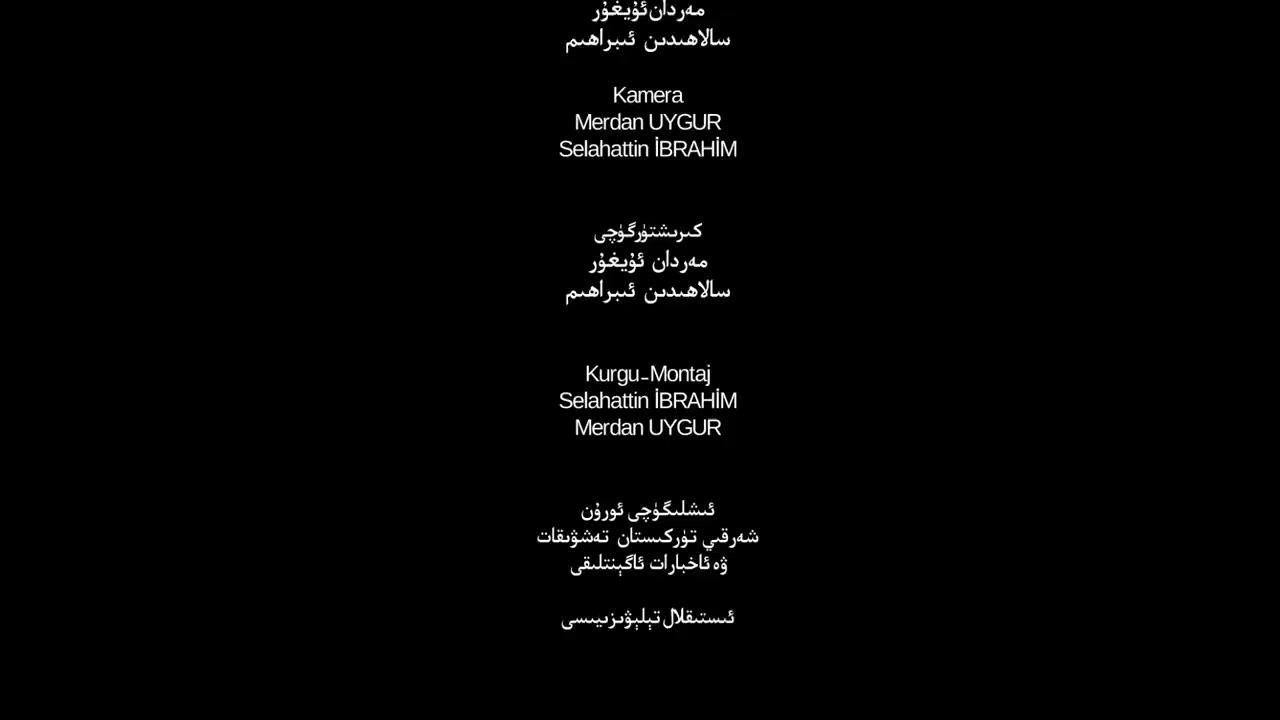 مەردان ئۇيغۇر
سالاھىدىن ئىبراھىم
Kamera
Merdan UYGUR
Selahattin İBRAHİM
كىرىشتۈرگۈچى
مەردان ئۇيغۇر
سالاھىدىن ئىبراھىم
Kurgu-Montaj
Selahattin İBRAHİM
Merdan UYGUR
ئىشلىگۈچى ئورۇن
شەرقىي تۈركىستان تەشۋىقات
ۋە ئاخبارات ئاگېنتلىقى
ئىستىقلال تېلېۋىزىيىسى